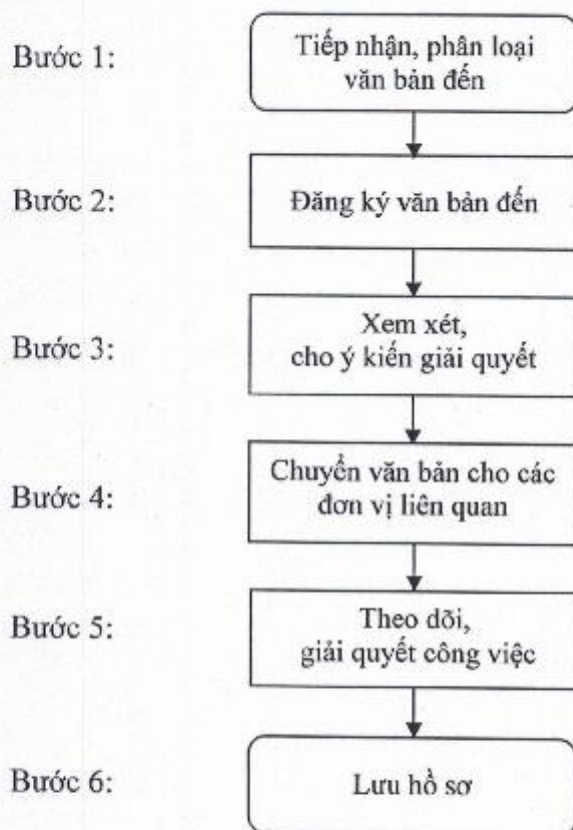 Bước 1:
Tiếp nhận, phân loại
văn bản đến
Bước 2:
Đăng ký văn bản đến
Bước 3:
Xem xét,
cho ý kiến giải quyết
Bước 4:
Chuyển văn bản cho các
đơn vị liên quan
Bước 5:
Theo dõi,
giải quyết công việc
Bước 6:
Lưu hồ sơ